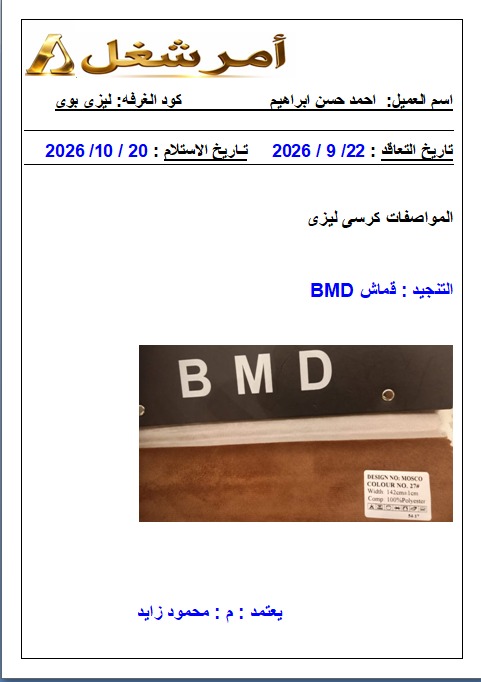 أمر شغل
اسم العميل: احمد حسن ابراهيم كود الغرفه: ليزى بوى
تاريخ التعاقد : 22/ 9 / 2026 تاريخ الاستلام : 20 / 10/ 2026
المواصفات كرسى ليزى
التنجيد : قماش BMD
BMD
DESIGN NO: MOSCO
COLOUR NO. 27#
Width: 142cm±1cm
Comp: 100%Polyester
يعتمد : م : محمود زايد